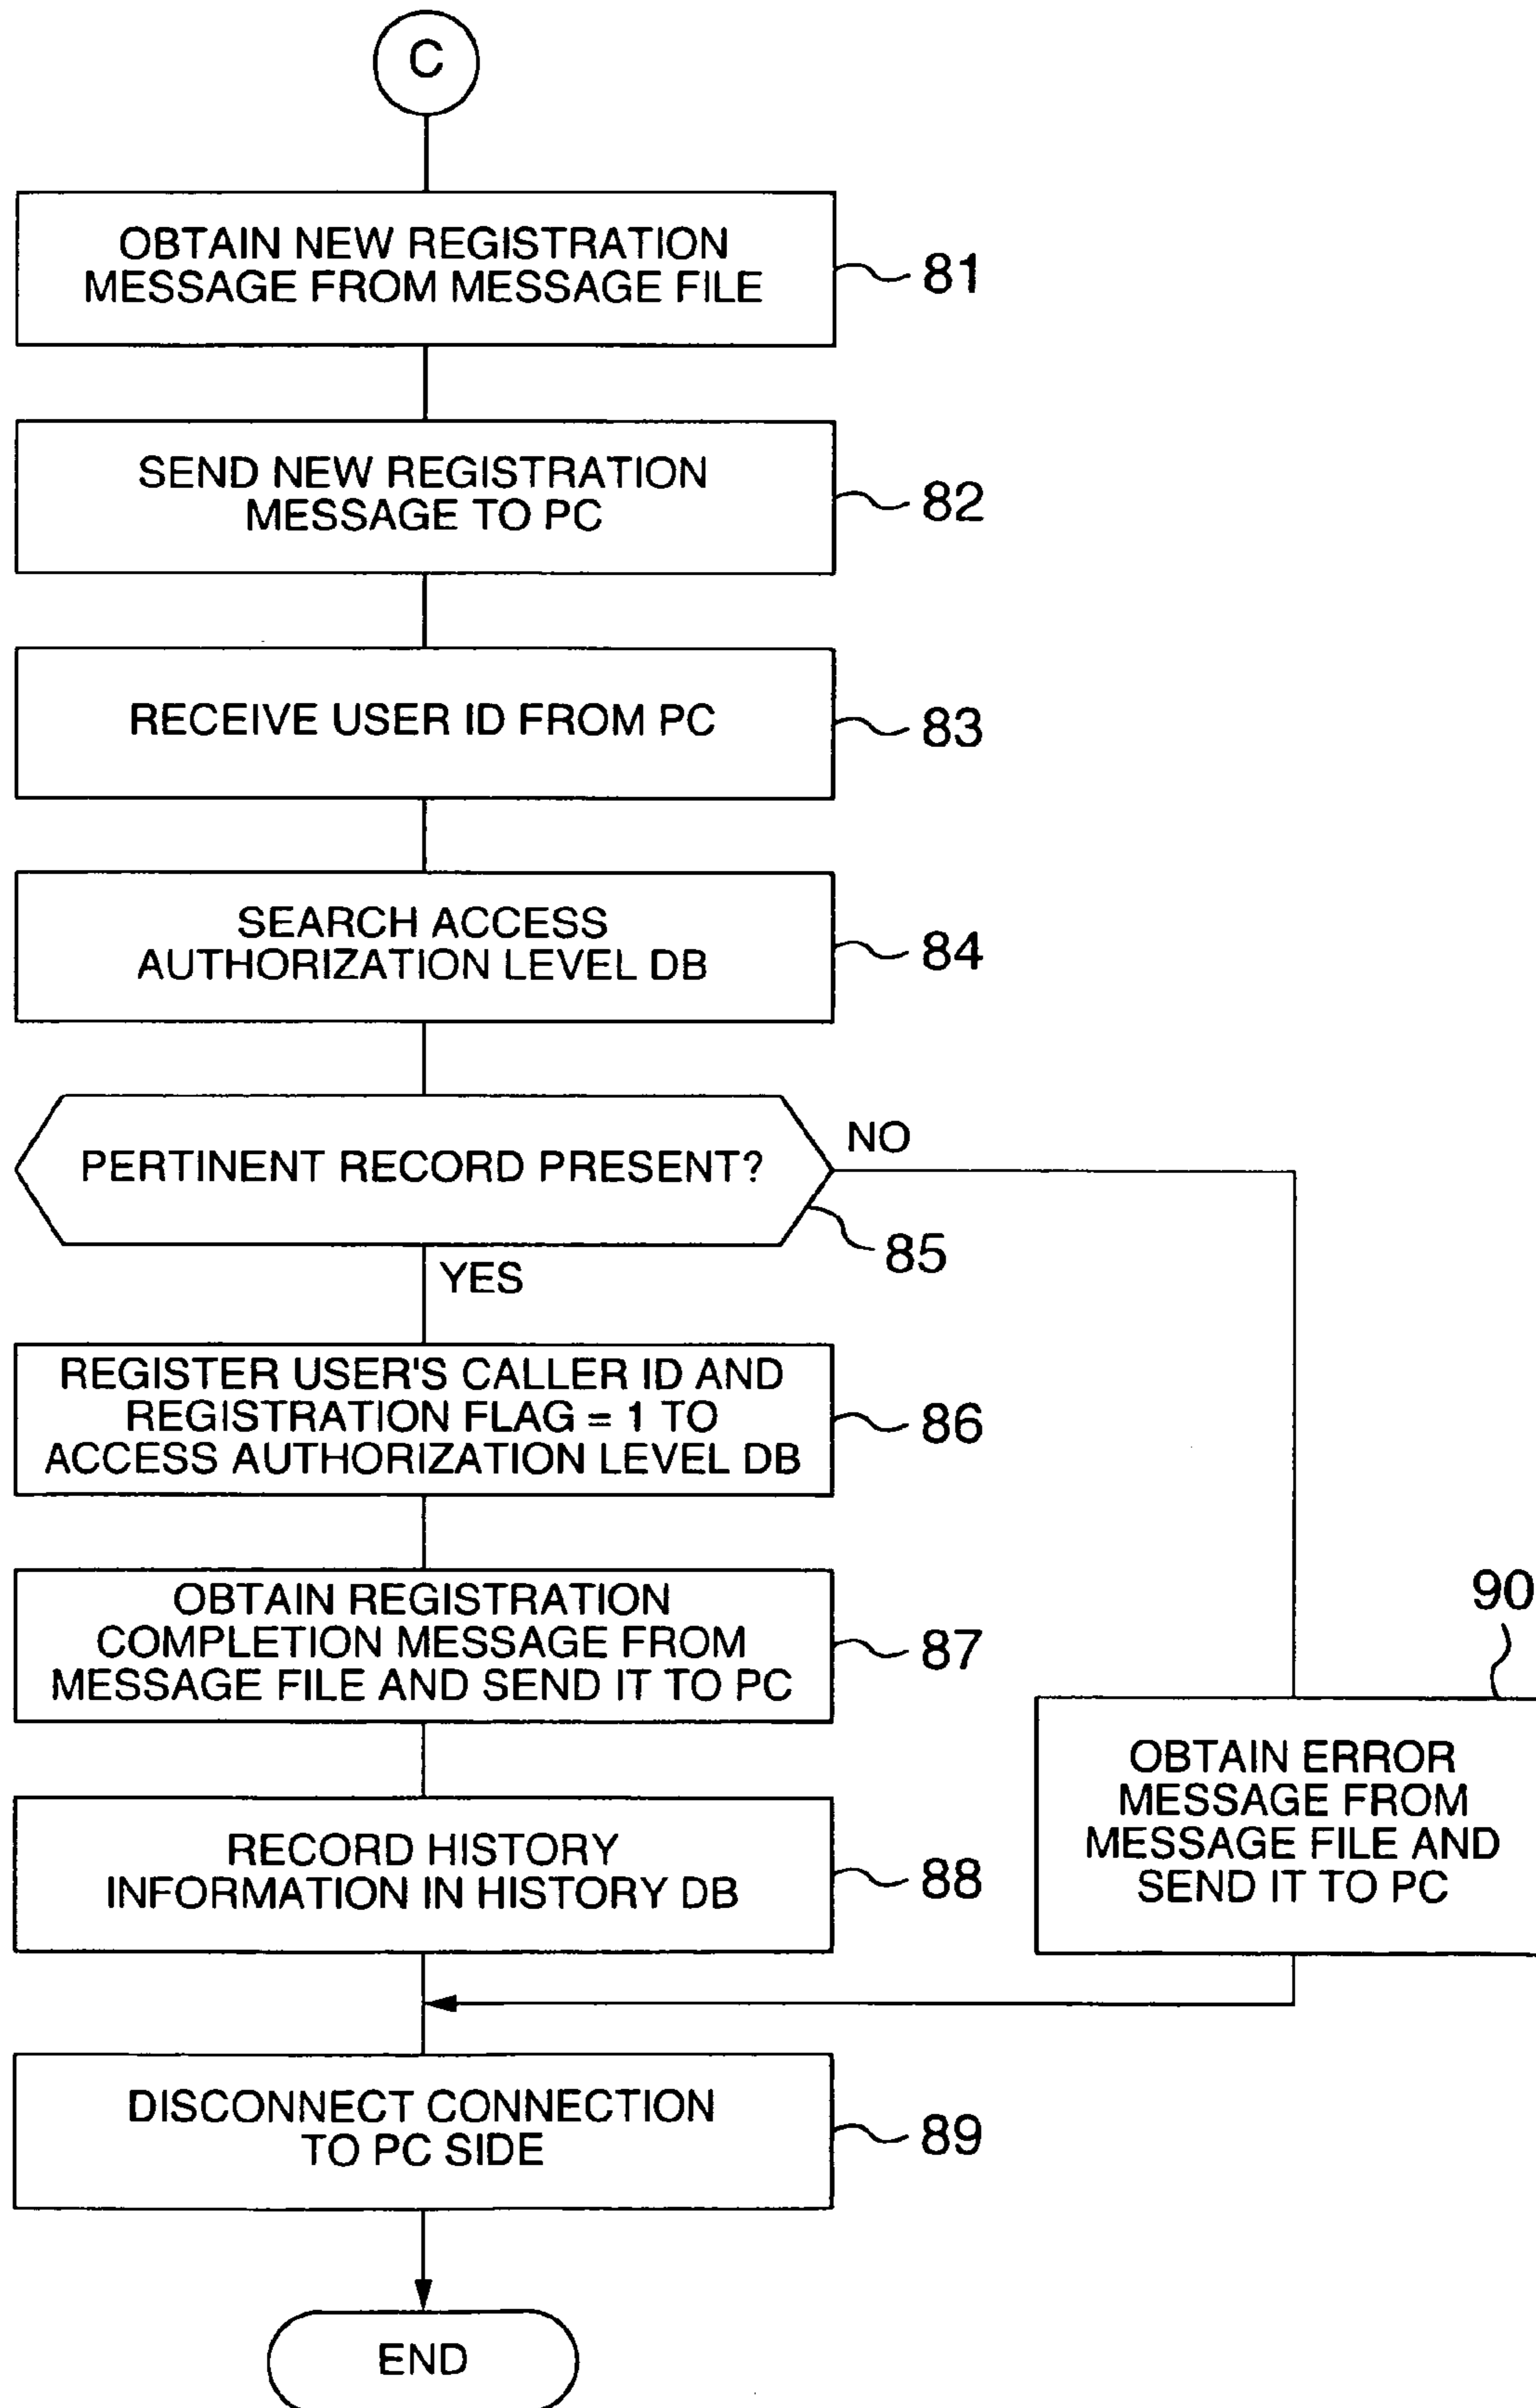 C
OBTAIN NEW REGISTRATION
MESSAGE FROM MESSAGE FILE
81
SEND NEW REGISTRATION
MESSAGE TO PC
82
RECEIVE USER ID FROM PC
83
SEARCH ACCESS
AUTHORIZATION LEVEL DB
84
PERTINENT RECORD PRESENT?
NO
85
YES
REGISTER USER'S CALLER ID AND
REGISTRATION FLAG = 1 TO
ACCESS AUTHORIZATION LEVEL DB
86
OBTAIN REGISTRATION
COMPLETION MESSAGE FROM
MESSAGE FILE AND SEND IT TO PC
87
90
OBTAIN ERROR
MESSAGE FROM
MESSAGE FILE AND
SEND IT TO PC
RECORD HISTORY
INFORMATION IN HISTORY DB
88
DISCONNECT CONNECTION
TO PC SIDE
89
END